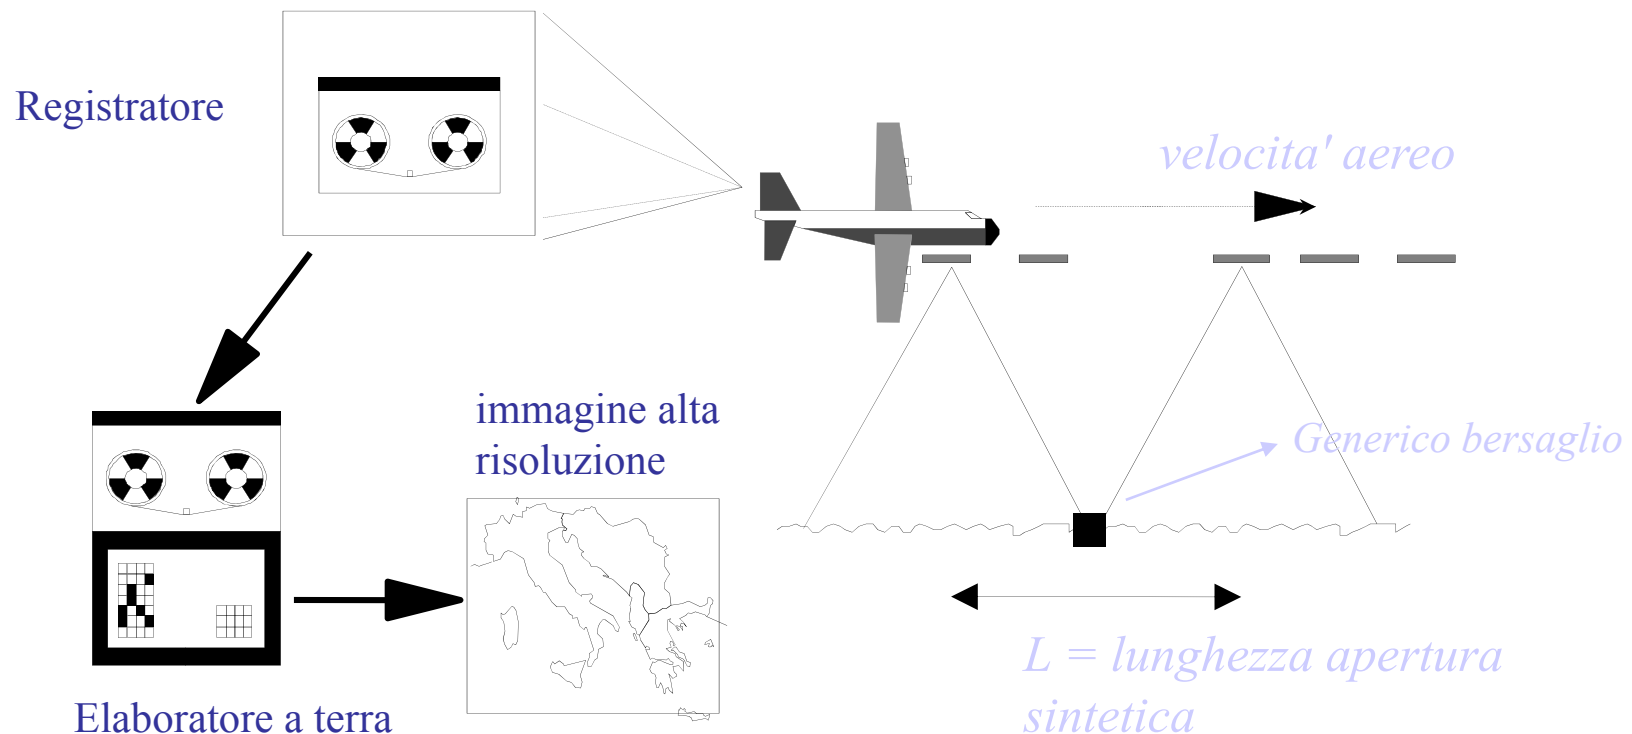 Registratore
velocita' aereo
immagine alta
risoluzione
Generico bersaglio
Elaboratore a terra
L = lunghezza apertura
sintetica